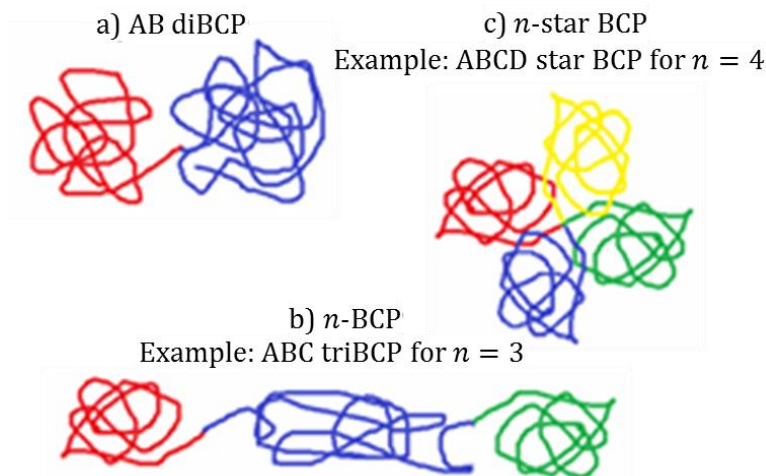 a) AB diBCP
c) n-star BCP
Example: ABCD star BCP for n = 4
b) n-BCP
Example: ABC triBCP for n = 3